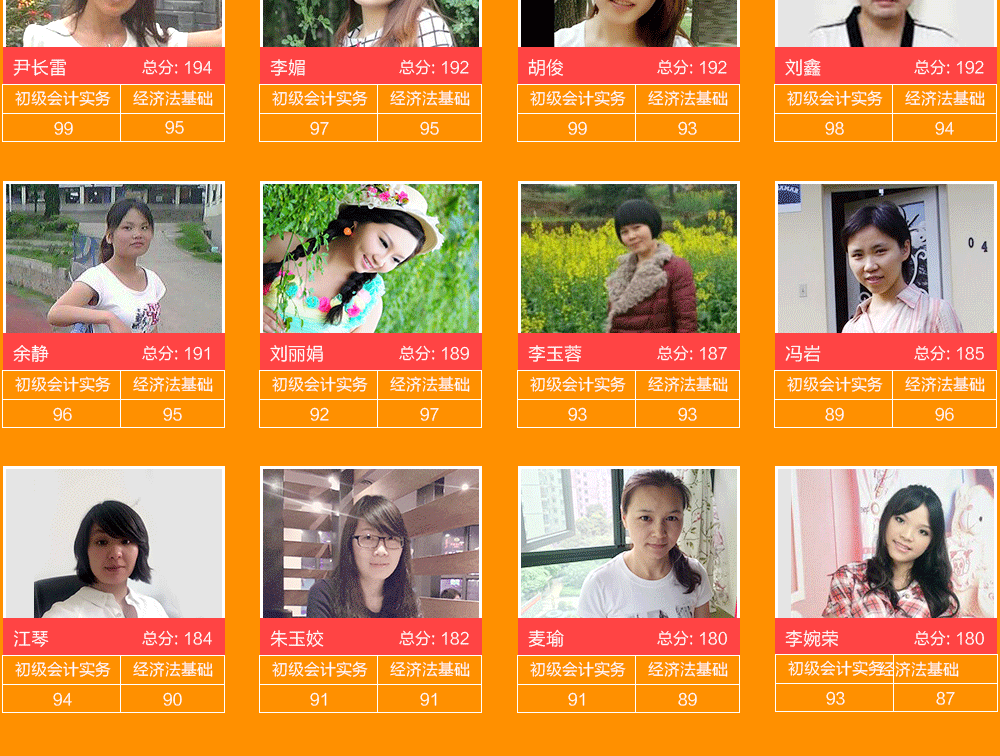 尹长雷 总分: 194 李媚 总分: 192 胡俊 总分: 192 刘鑫 总分: 192
初级会计实务 经济法基础 初级会计实务 经济法基础 初级会计实务 经济法基础 初级会计实务 经济法基础
99 95 97 95 99 93 98 94
0 4
余静 总分: 191 刘丽娟 总分: 189 李玉蓉 总分: 187 冯岩 总分: 185
初级会计实务 经济法基础 初级会计实务 经济法基础 初级会计实务 经济法基础 初级会计实务 经济法基础
96 95 92 97 93 93 89 96
江琴 总分: 184 朱玉姣 总分: 182 麦瑜 总分: 180 李婉荣 总分: 180
初级会计实务 经济法基础 初级会计实务 经济法基础 初级会计实务 经济法基础 初级会计实务 经济法基础
94 90 91 91 91 89 93 87